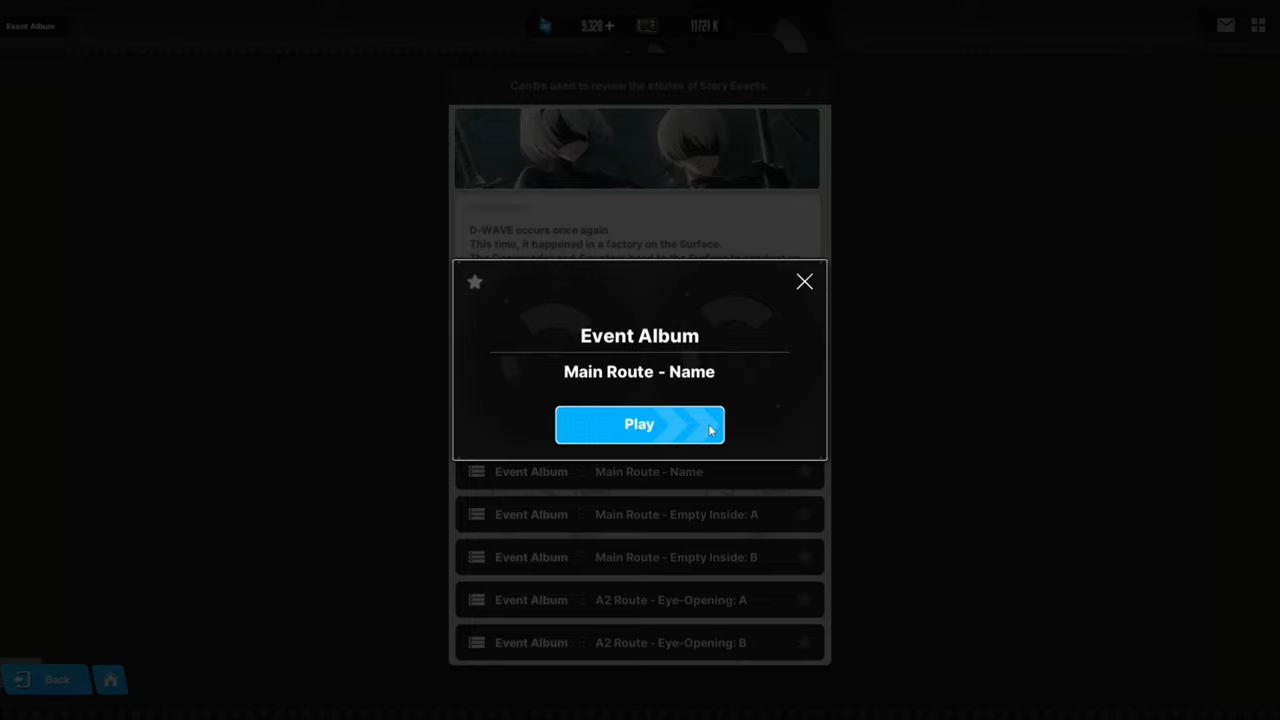 Event Album
9,328 +
11721 K
Can be used to review the stories of Story Events.
D-WAVE occurs once again
This time, it happened in a factory on the Surface.
Event Album
Main Route - Name
Play
Event Album : Main Route - Name
Event Album : Main Route - Empty Inside: A
Event Album : Main Route - Empty Inside: B
Event Album : A2 Route - Eye-Opening: A
Event Album : A2 Route - Eye-Opening: B
Back